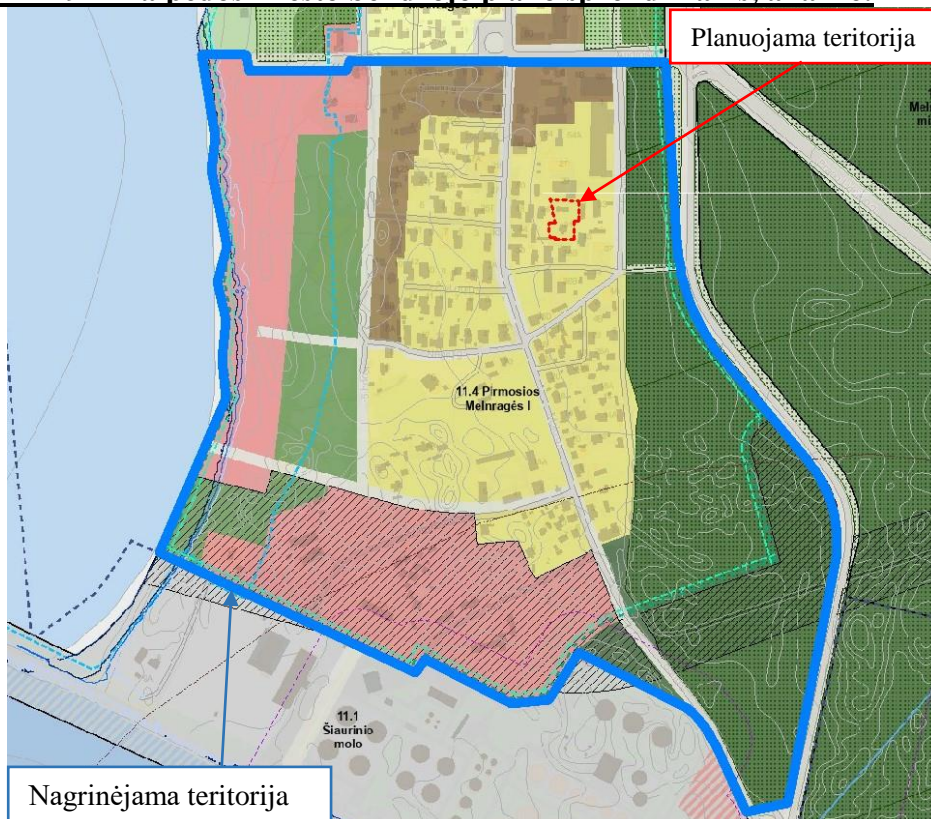 Planuojama teritorija
11.4 Pirmosios
Melnragės I
11.1
Šiaurinio
molo
Nagrinėjama teritorija